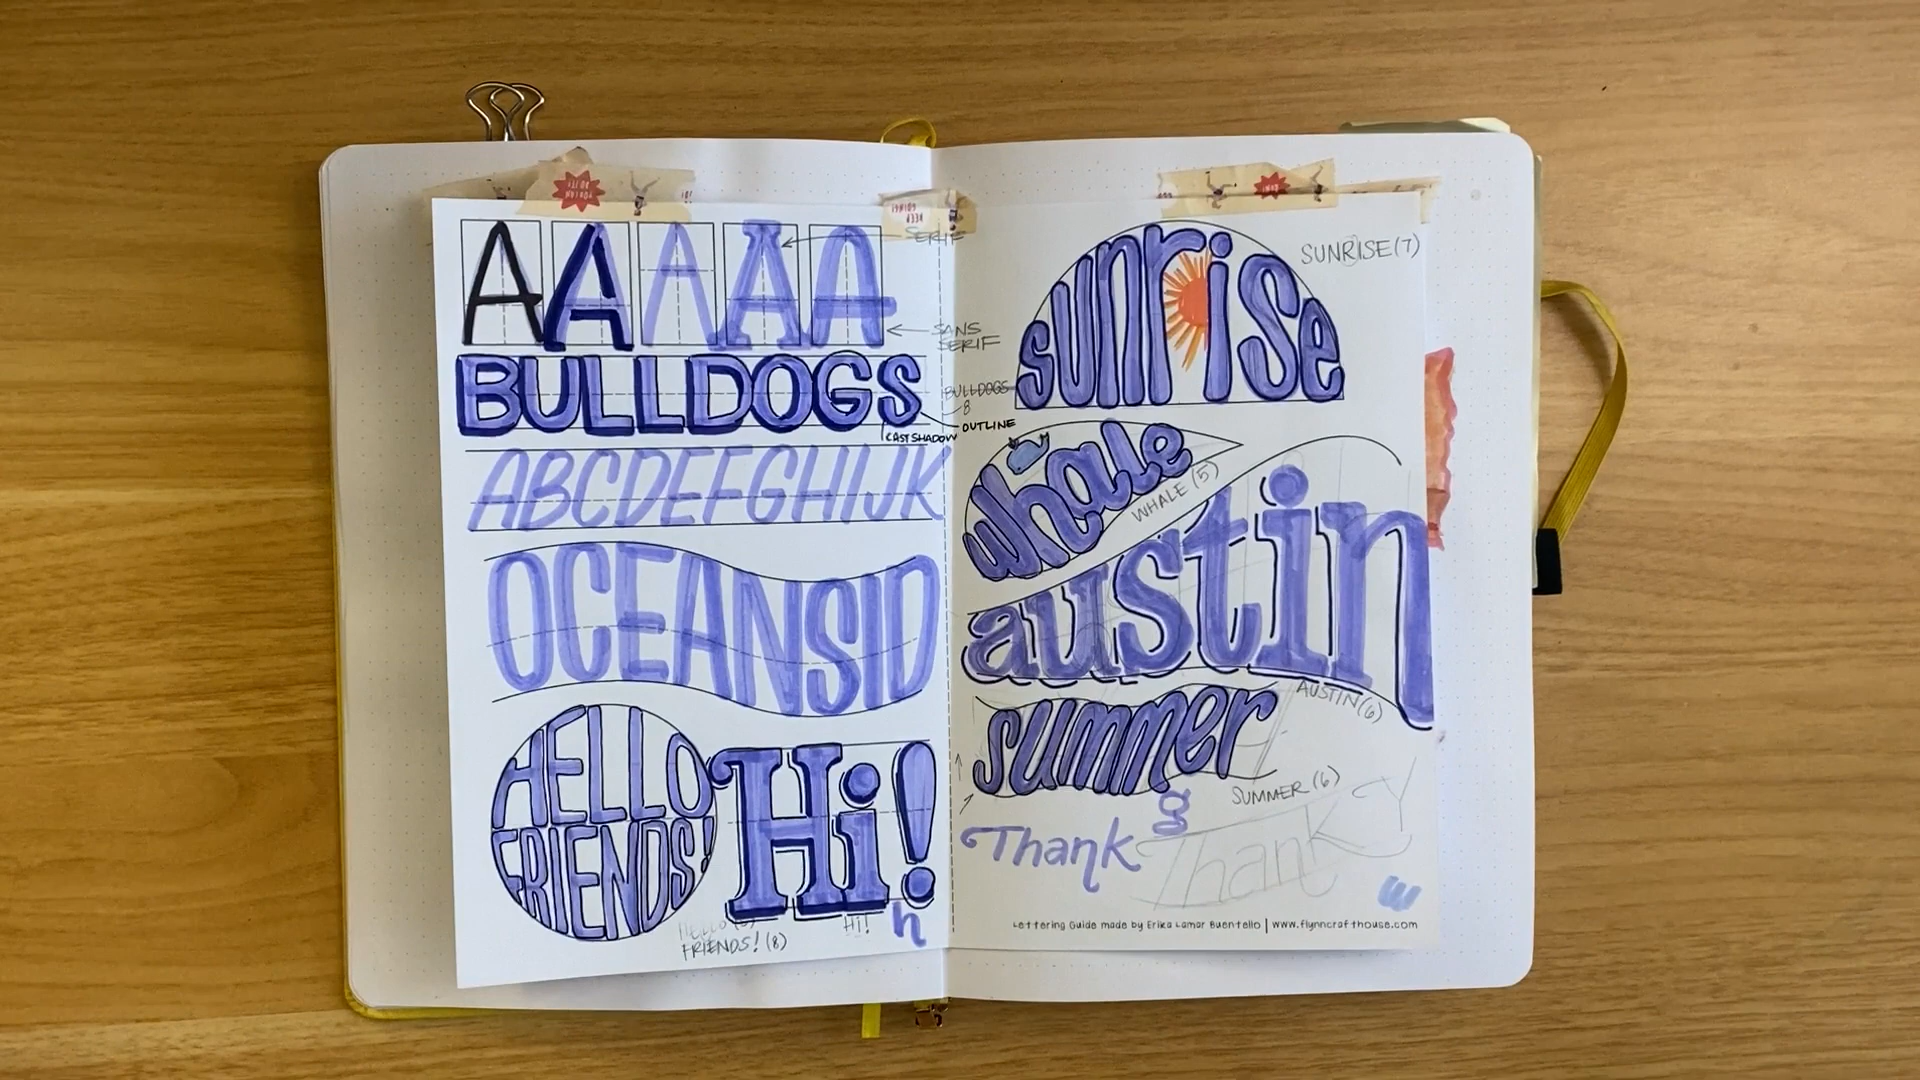 A A A A A
SERIF
SANS
SERIF
BULLDOGS
BULLDOGS
8
OUTLINE
CAST SHADOW
ABCDEFGHIJK
OCEANSID
HELLO
FRIENDS!
Hi!
h
FRIENDS! (8)
Hi!
sunrise
SUNRISE (7)
whale
WHALE (5)
austin
AUSTIN (6)
summer
SUMMER (6)
g
Thank
Thank Y
w
Lettering Guide made by Erika Lamar Buentello | www.flynncrafthouse.com